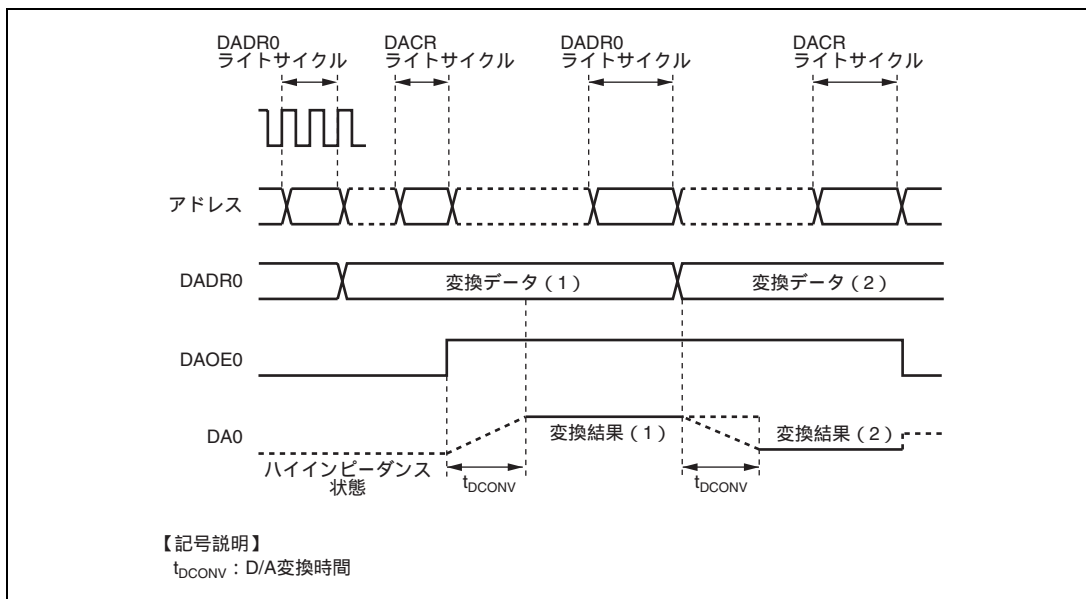 DADR0
ライトサイクル
DACR
ライトサイクル
DADR0
ライトサイクル
DACR
ライトサイクル
アドレス
DADR0
変換データ（1）
変換データ（2）
DAOE0
DA0
変換結果（1）
変換結果（2）
ハイインピーダンス
状態
tDCONV
tDCONV
【記号説明】
tDCONV：D/A変換時間